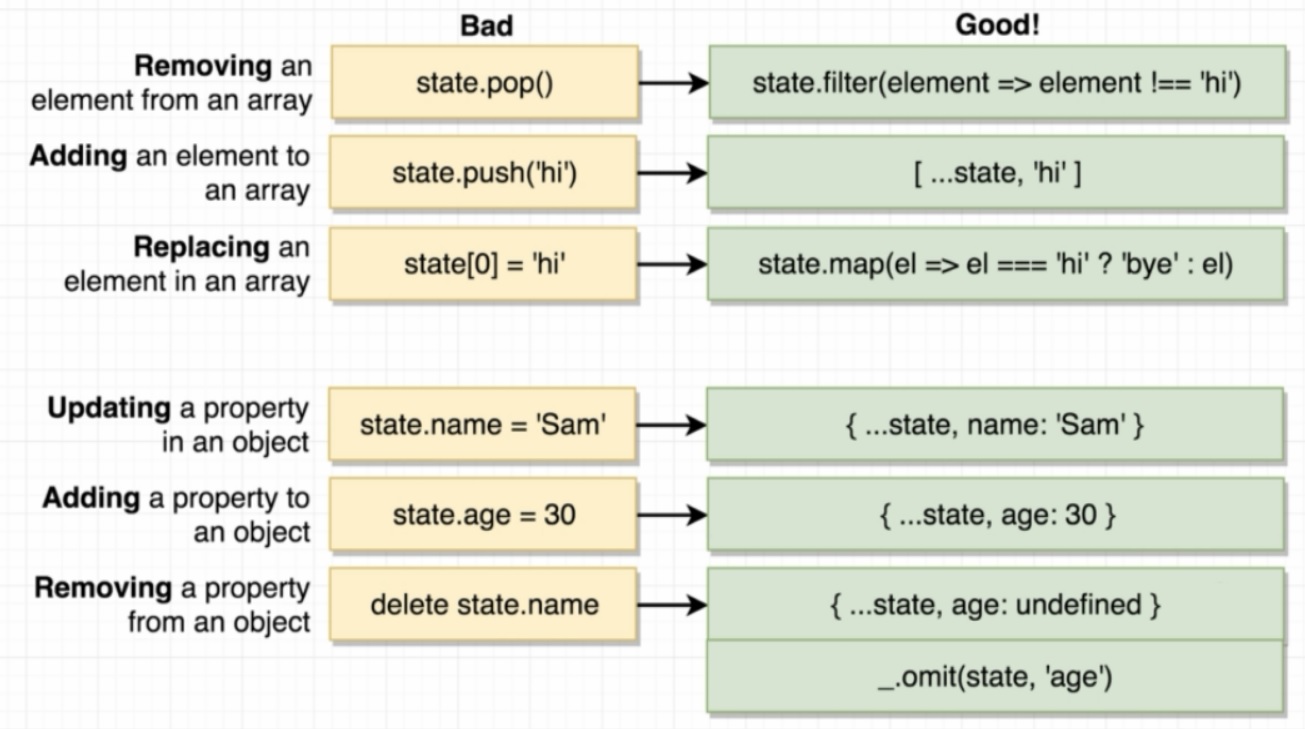 Bad
Good!
Removing an
element from an array
state.pop()
state.filter(element => element !== 'hi')
Adding an element to
an array
state.push('hi')
[ ...state, 'hi' ]
Replacing an
element in an array
state[0] = 'hi'
state.map(el => el === 'hi' ? 'bye' : el)
Updating a property
in an object
state.name = 'Sam'
{ ...state, name: 'Sam' }
Adding a property to
an object
state.age = 30
{ ...state, age: 30 }
Removing a property
from an object
delete state.name
{ ...state, age: undefined }
_.omit(state, 'age')